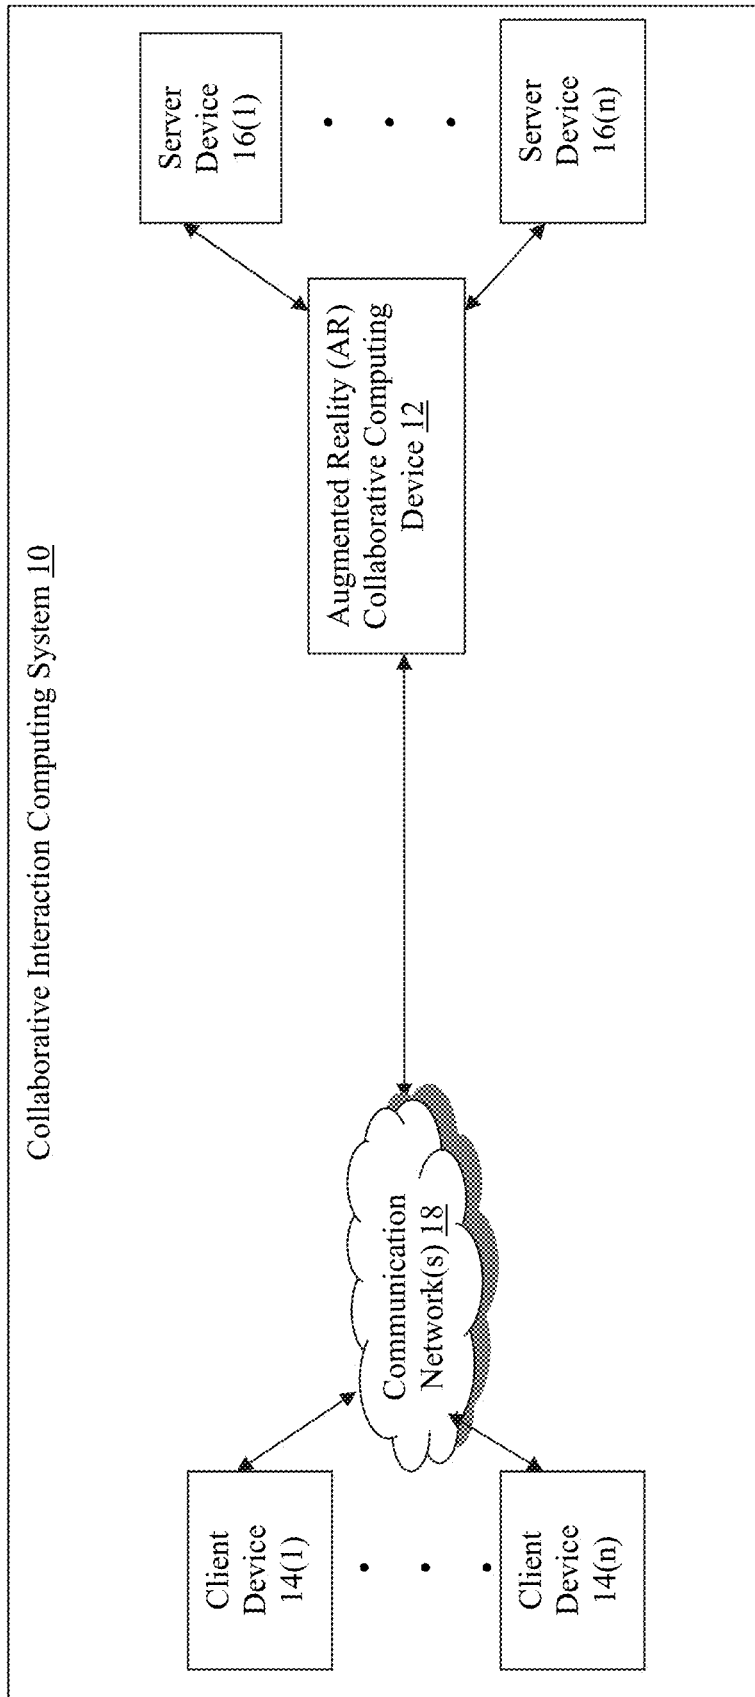 Collaborative Interaction Computing System 10
Client
Device
14(1)
Client
Device
14(n)
Communication
Network(s) 18
Augmented Reality (AR)
Collaborative Computing
Device 12
Server
Device
16(1)
Server
Device
16(n)